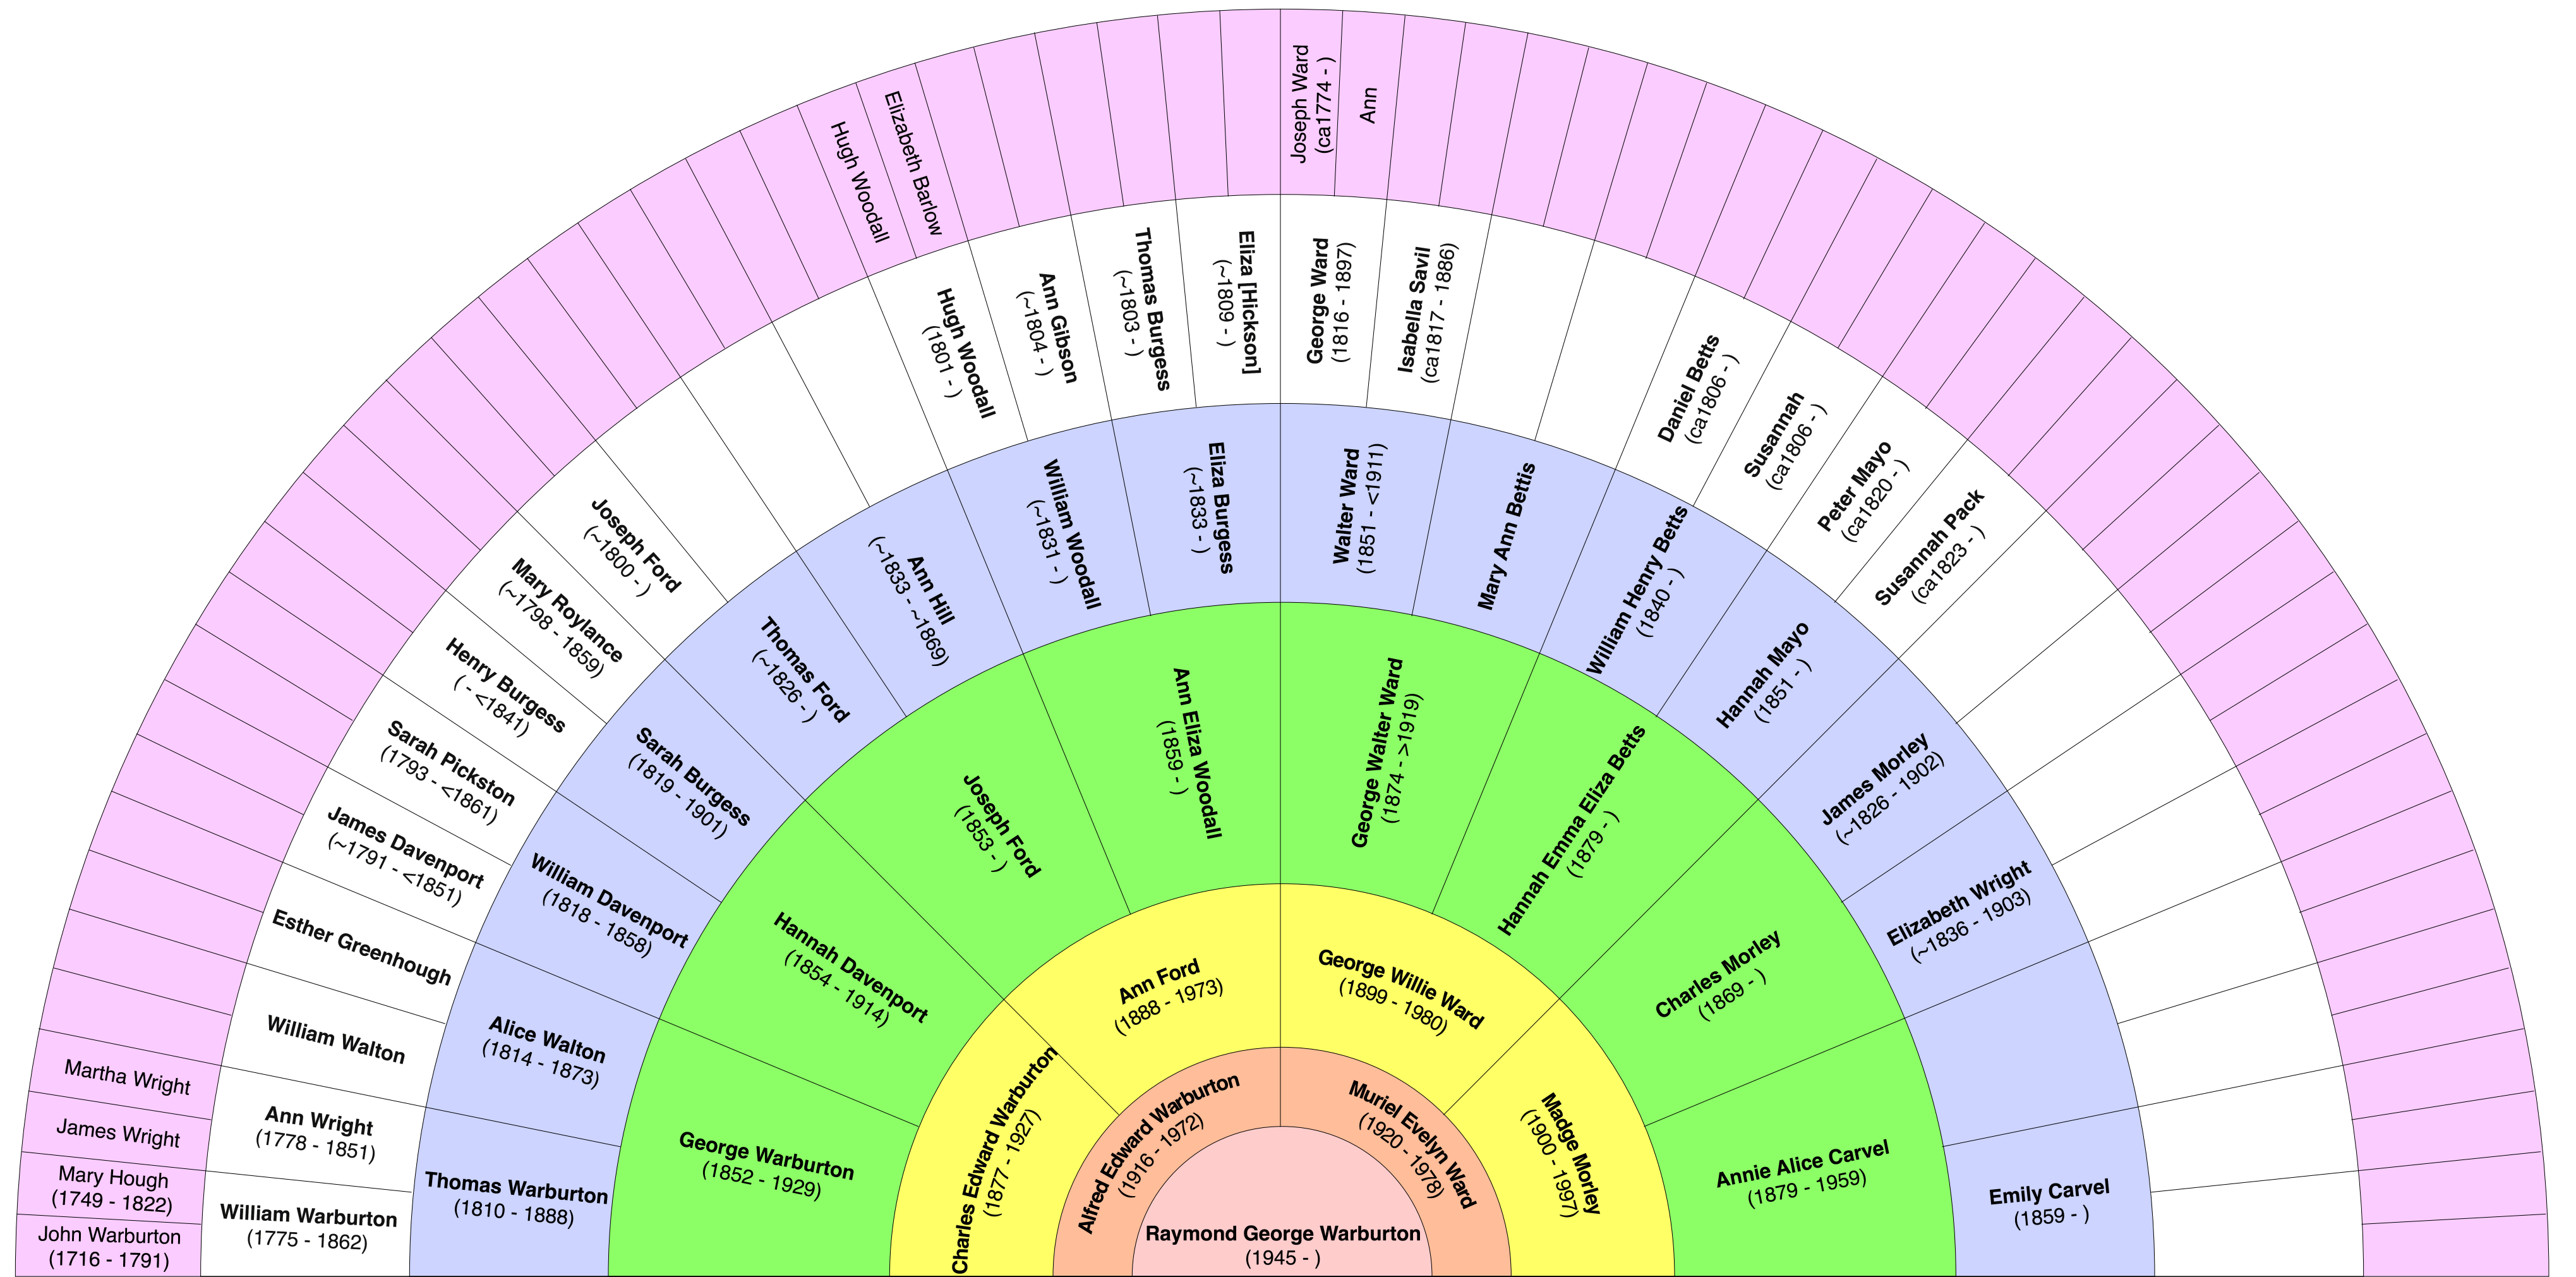 Joseph Ward
(ca1774 - )
Ann
Hugh Woodall
Elizabeth Barlow
Martha Wright
James Wright
Mary Hough
(1749 - 1822)
John Warburton
(1716 - 1791)
William Warburton
(1775 - 1862)
Ann Wright
(1778 - 1851)
William Walton
Esther Greenhough
James Davenport
(~1791 - <1851)
Sarah Pickston
(1793 - <1861)
Henry Burgess
( - <1841)
Mary Roylance
(~1798 - 1859)
Joseph Ford
(~1800 - )
Hugh Woodall
(1801 - )
Ann Gibson
(~1804 - )
Thomas Burgess
(~1803 - )
Eliza [Hickson]
(~1809 - )
George Ward
(1816 - 1897)
Isabella Savil
(ca1817 - 1886)
Daniel Betts
(ca1806 - )
Susannah
(ca1806 - )
Peter Mayo
(ca1820 - )
Susannah Pack
(ca1823 - )
Thomas Warburton
(1810 - 1888)
Alice Walton
(1814 - 1873)
William Davenport
(1818 - 1858)
Sarah Burgess
(1819 - 1901)
Thomas Ford
(~1826 - )
Ann Hill
(~1833 - ~1869)
William Woodall
(~1831 - )
Eliza Burgess
(~1833 - )
Walter Ward
(1851 - <1911)
Mary Ann Bettis
William Henry Betts
(1840 - )
Hannah Mayo
(1851 - )
James Morley
(~1826 - 1902)
Elizabeth Wright
(~1836 - 1903)
Emily Carvel
(1859 - )
George Warburton
(1852 - 1929)
Hannah Davenport
(1854 - 1914)
Joseph Ford
(1853 - )
Ann Eliza Woodall
(1859 - )
George Walter Ward
(1874 - >1919)
Hannah Emma Eliza Betts
(1879 - )
Charles Morley
(1869 - )
Annie Alice Carvel
(1879 - 1959)
Charles Edward Warburton
(1877 - 1927)
Ann Ford
(1888 - 1973)
George Willie Ward
(1899 - 1980)
Madge Morley
(1900 - 1997)
Alfred Edward Warburton
(1916 - 1972)
Muriel Evelyn Ward
(1920 - 1978)
Raymond George Warburton
(1945 - )